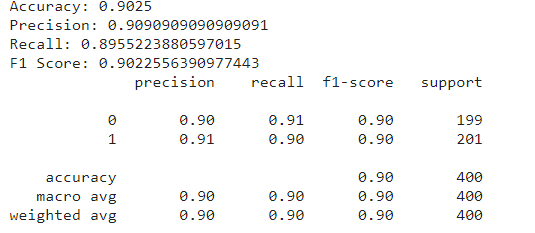 Accuracy: 0.9025
Precision: 0.9090909090909091
Recall: 0.8955223880597015
F1 Score: 0.9022556390977443
precision recall f1-score support
0 0.90 0.91 0.90 199
1 0.91 0.90 0.90 201
accuracy 0.90 400
macro avg 0.90 0.90 0.90 400
weighted avg 0.90 0.90 0.90 400